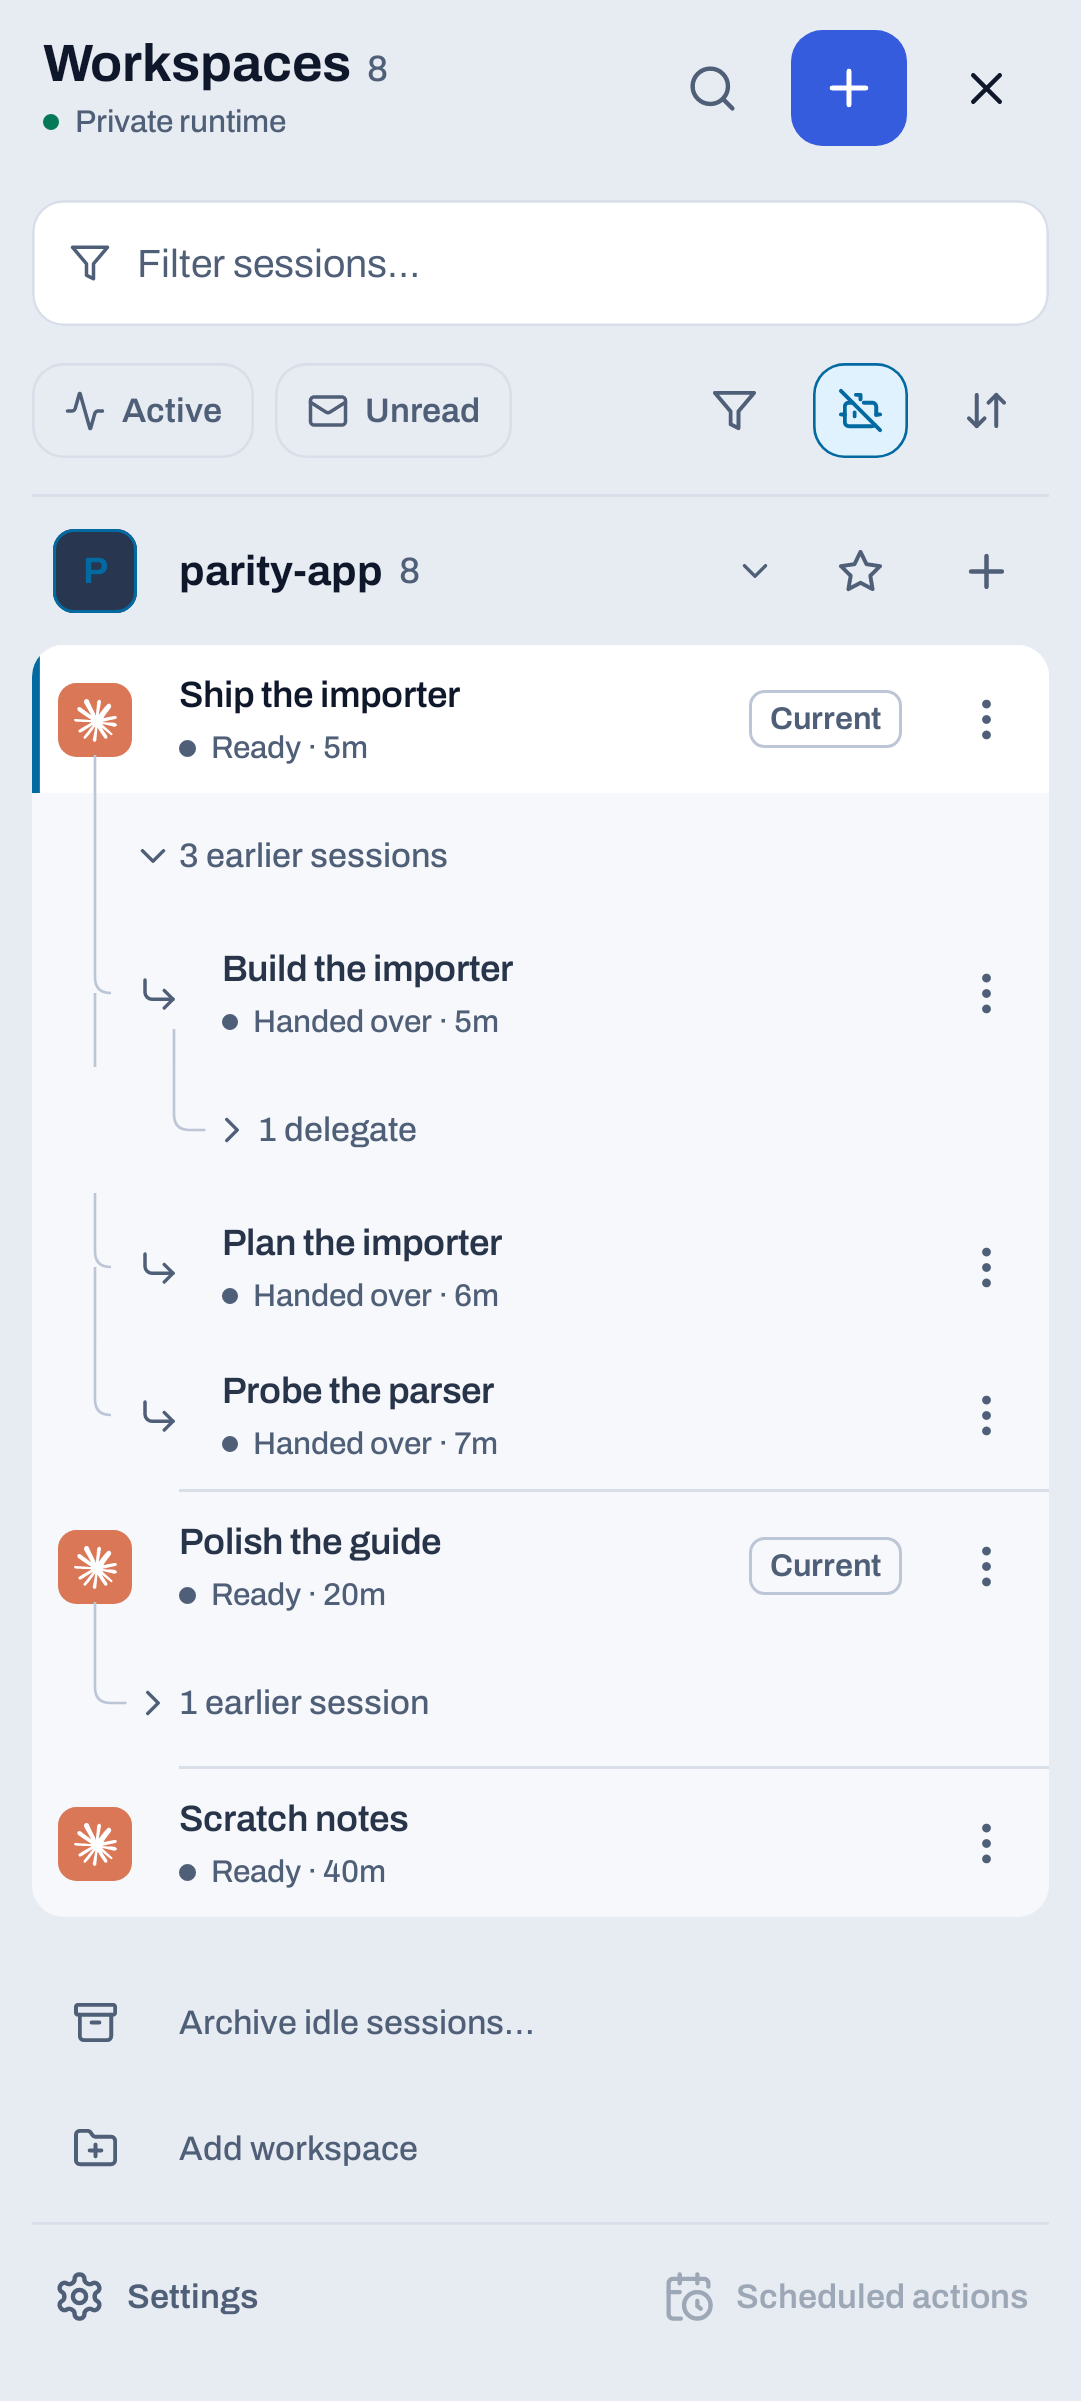 Workspaces 8
Private runtime
Filter sessions...
Active
Unread
P
parity-app 8
Ship the importer
Ready · 5m
Current
3 earlier sessions
Build the importer
Handed over · 5m
1 delegate
Plan the importer
Handed over · 6m
Probe the parser
Handed over · 7m
Polish the guide
Ready · 20m
Current
1 earlier session
Scratch notes
Ready · 40m
Archive idle sessions...
Add workspace
Settings
Scheduled actions